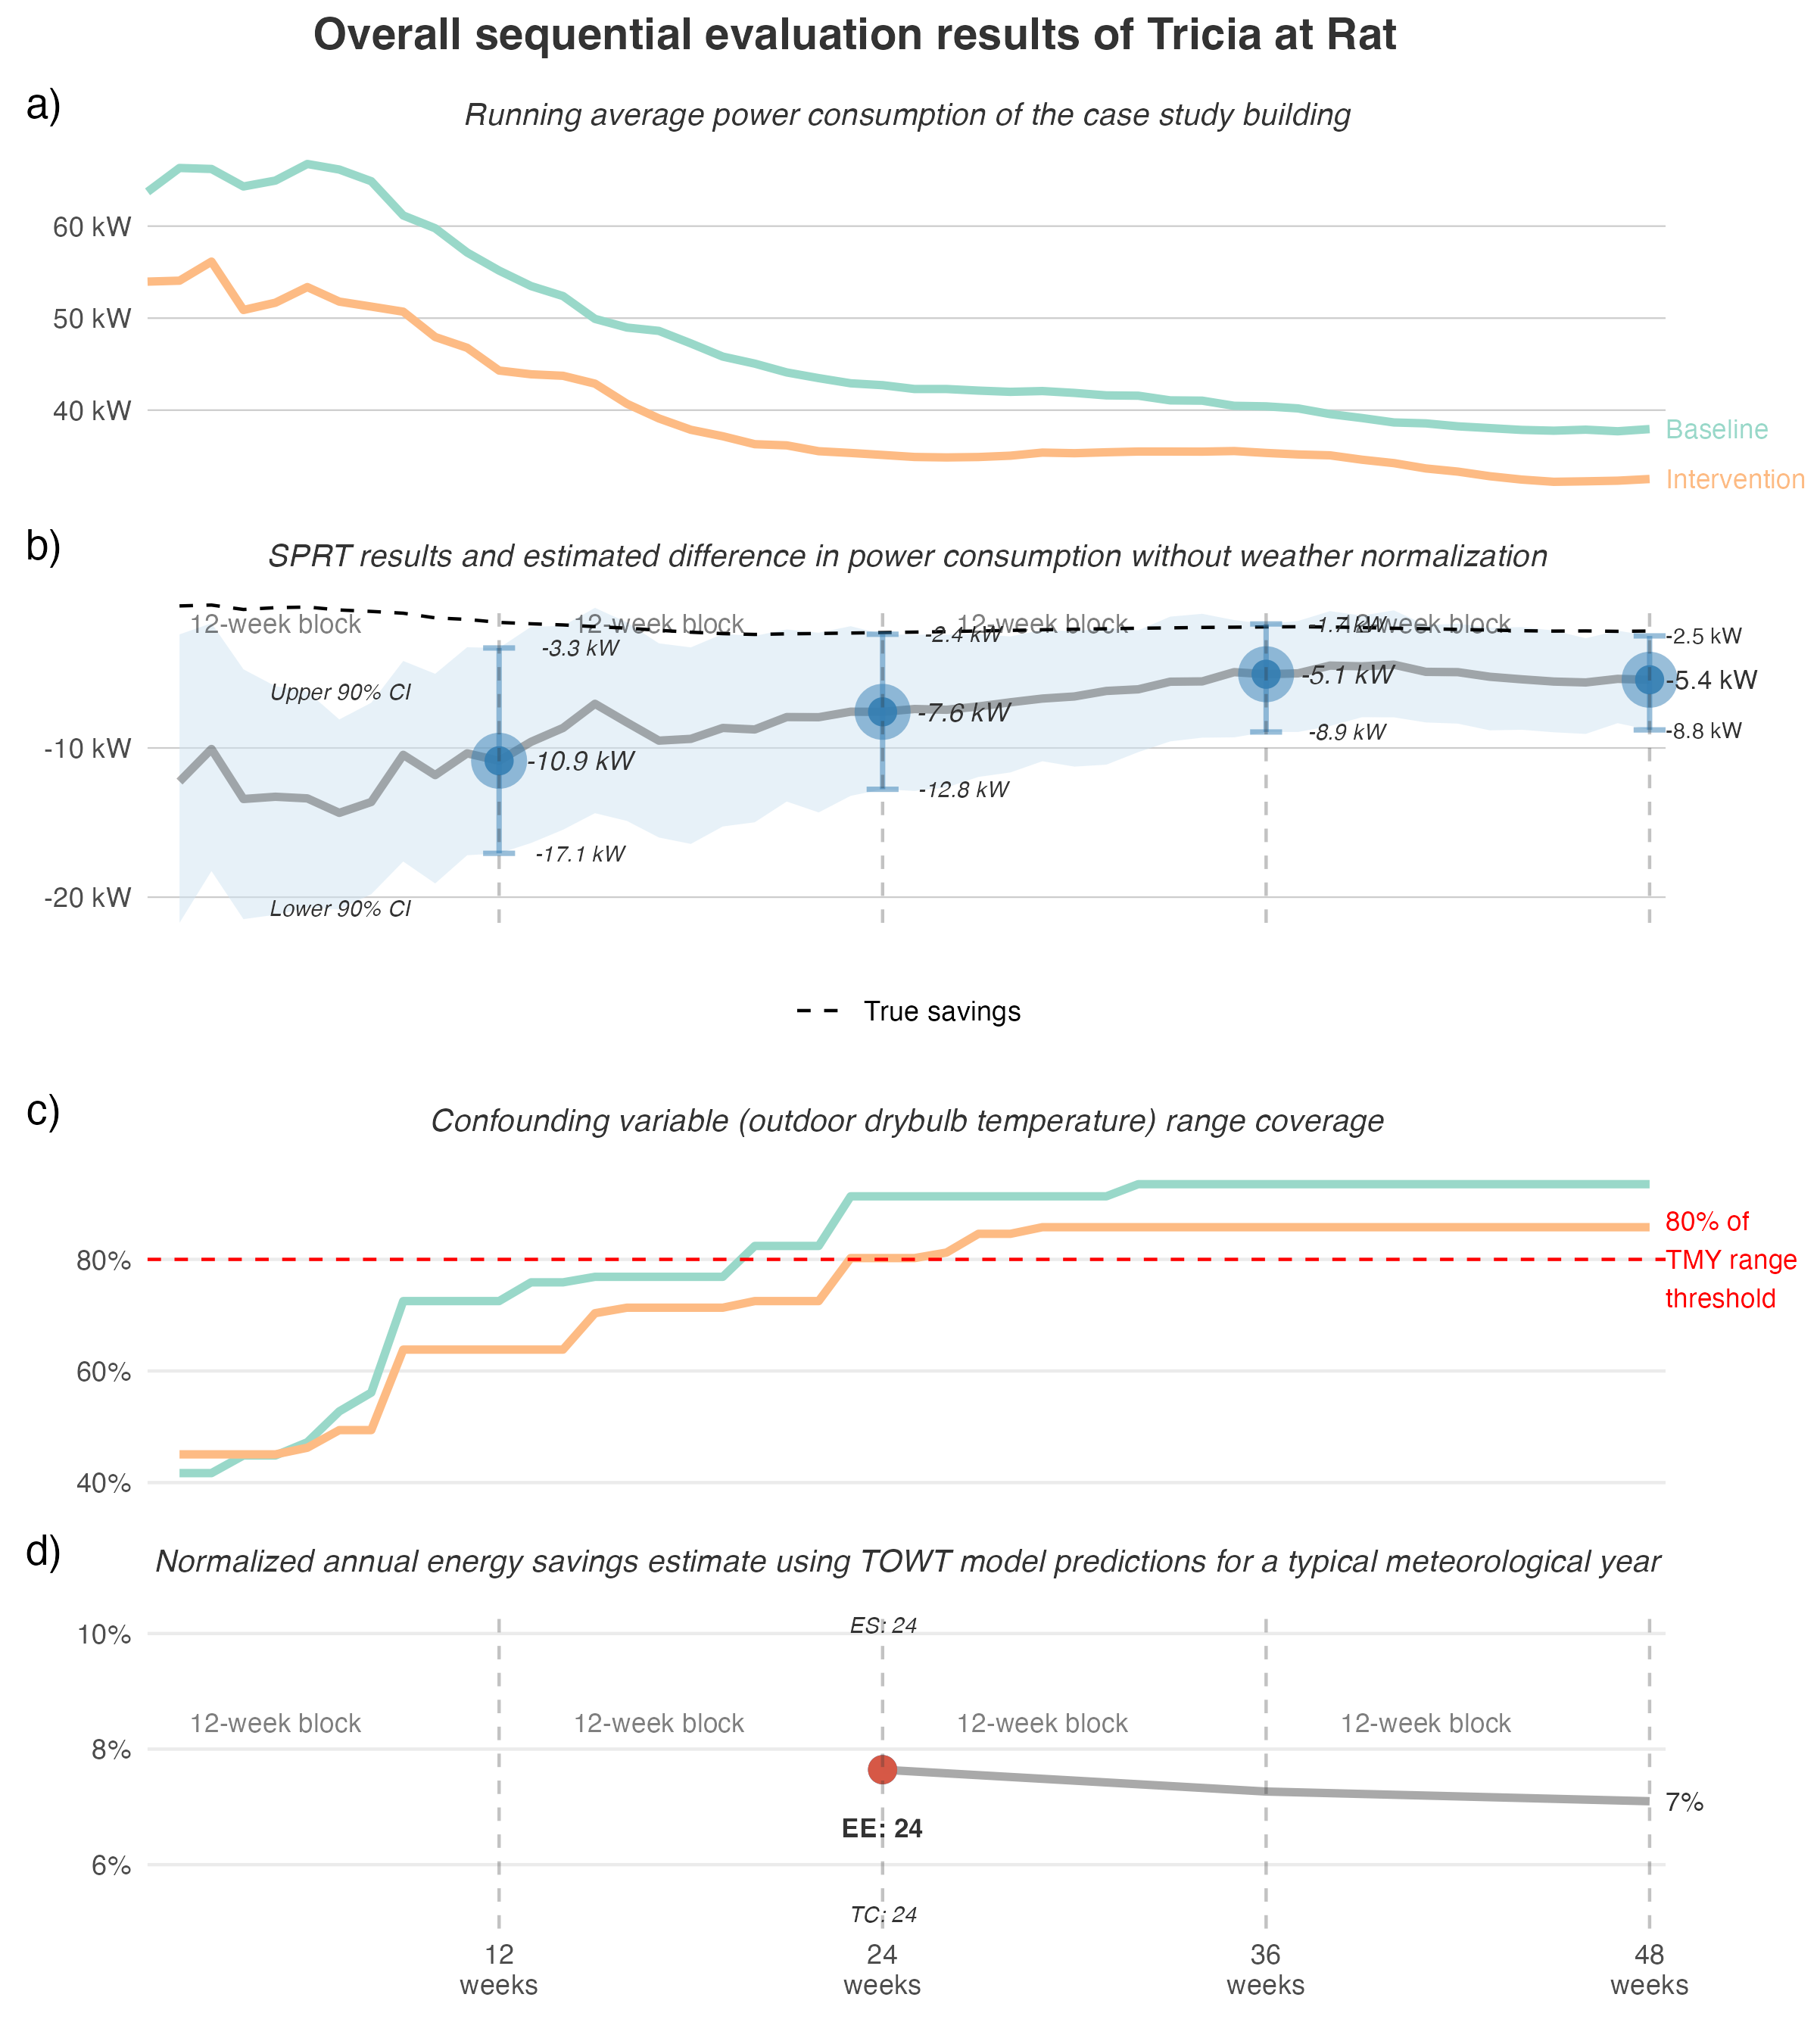 Overall sequential evaluation results of Tricia at Rat
a)
Running average power consumption of the case study building
60 kW
50 kW
40 kW
Baseline
Intervention
b)
SPRT results and estimated difference in power consumption without weather normalization
12-week block
12-week block
12-week block
12-week block
-3.3 kW
-2.4 kW
-1.7 kW
-2.5 kW
Upper 90% CI
-10.9 kW
-7.6 kW
-5.1 kW
-5.4 kW
-10 kW
-17.1 kW
-12.8 kW
-8.9 kW
-8.8 kW
-20 kW
Lower 90% CI
True savings
c)
Confounding variable (outdoor drybulb temperature) range coverage
80%
60%
40%
80% of
TMY range
threshold
d)
Normalized annual energy savings estimate using TOWT model predictions for a typical meteorological year
10%
ES: 24
12-week block
12-week block
12-week block
12-week block
8%
7%
EE: 24
6%
TC: 24
12
weeks
24
weeks
36
weeks
48
weeks